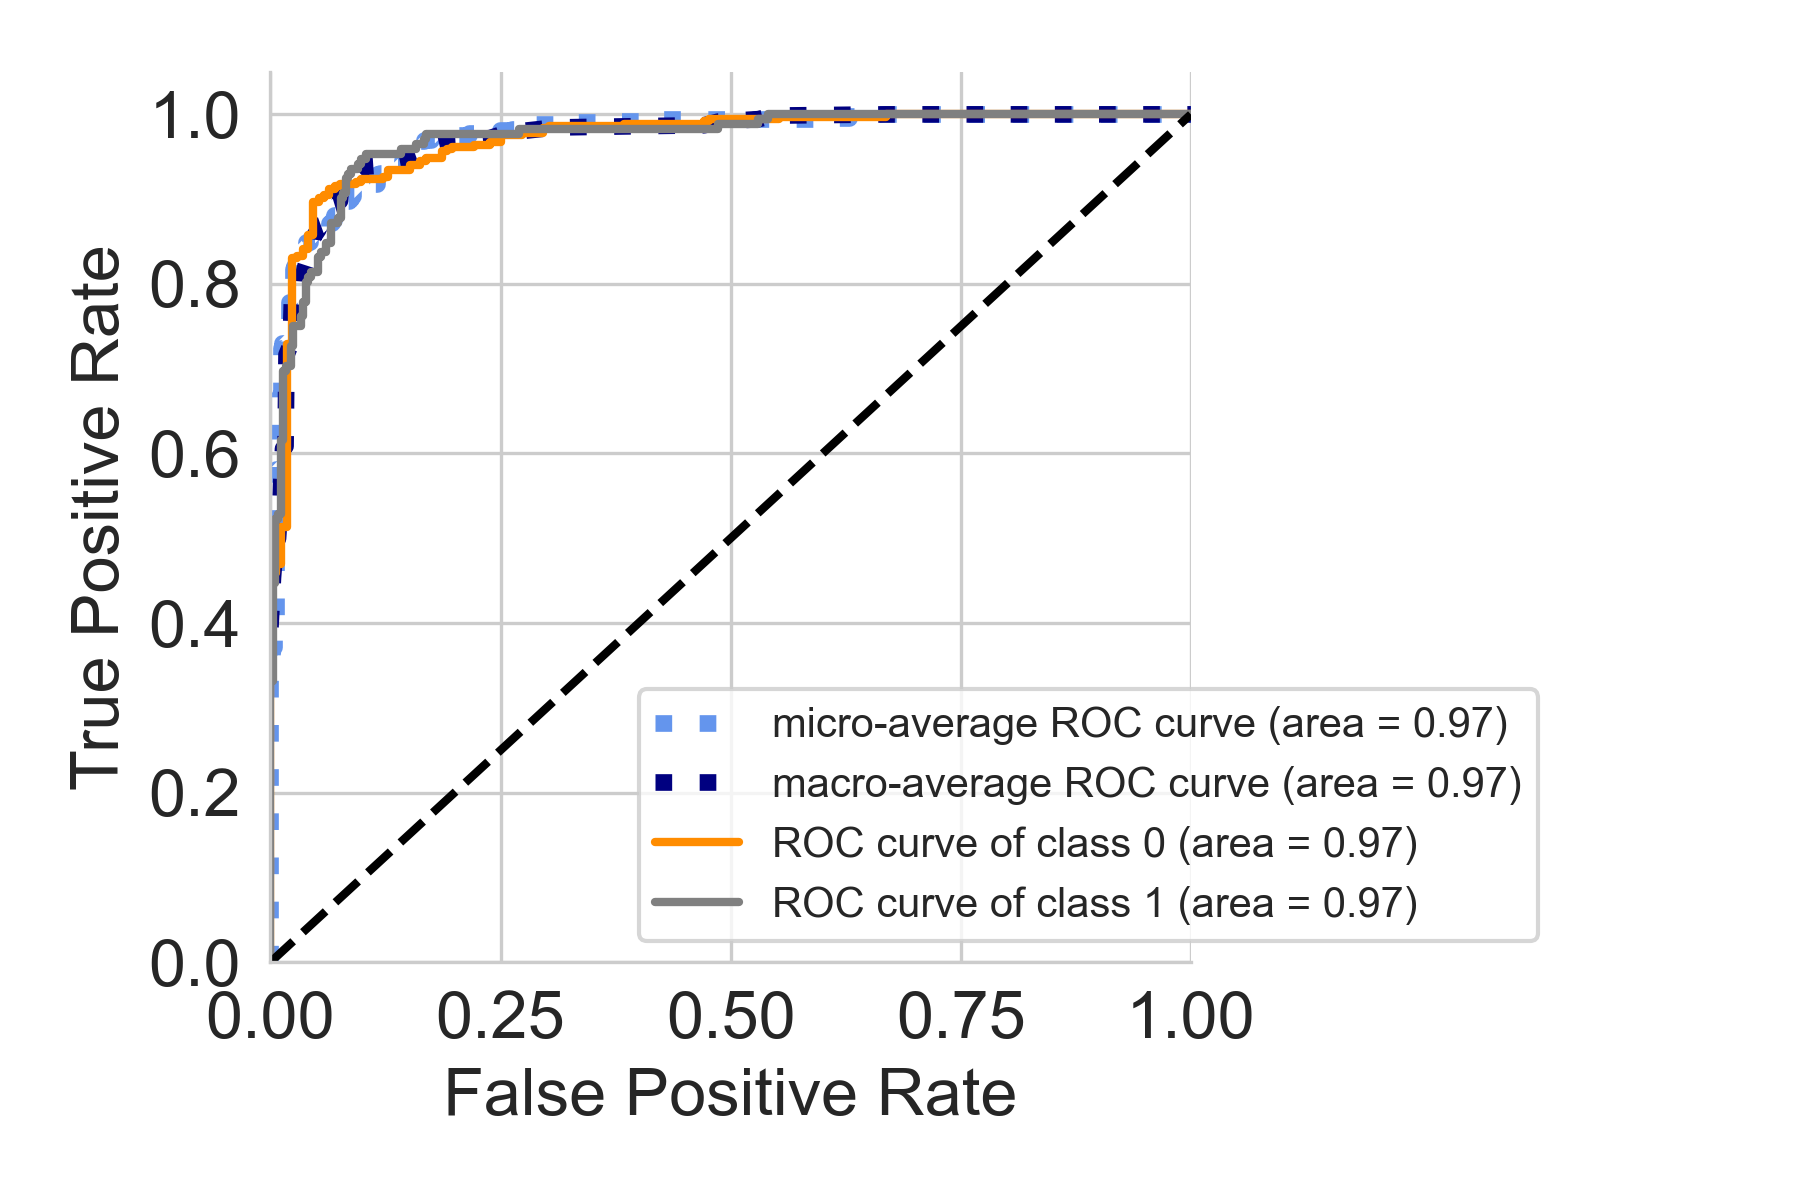 1.0
0.8
0.6
0.4
0.2
0.0
True Positive Rate
0.00 0.25 0.50 0.75 1.00
False Positive Rate
micro-average ROC curve (area = 0.97)
macro-average ROC curve (area = 0.97)
ROC curve of class 0 (area = 0.97)
ROC curve of class 1 (area = 0.97)